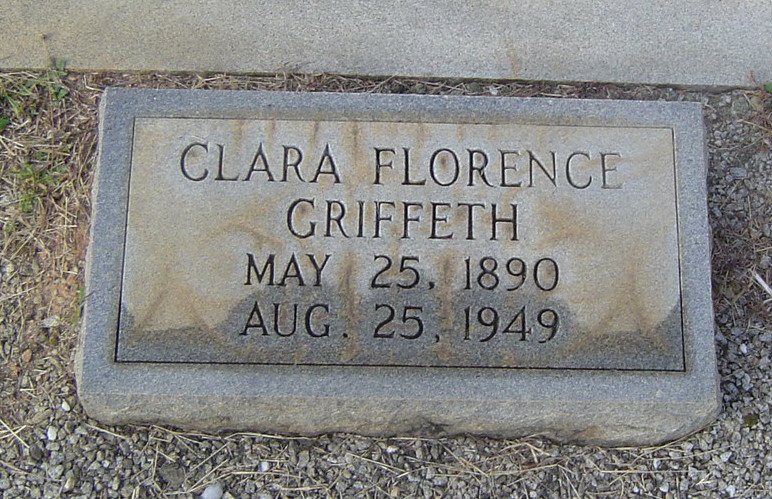 CLARA FLORENCE
GRIFFETH
MAY 25, 1890
AUG. 25, 1949